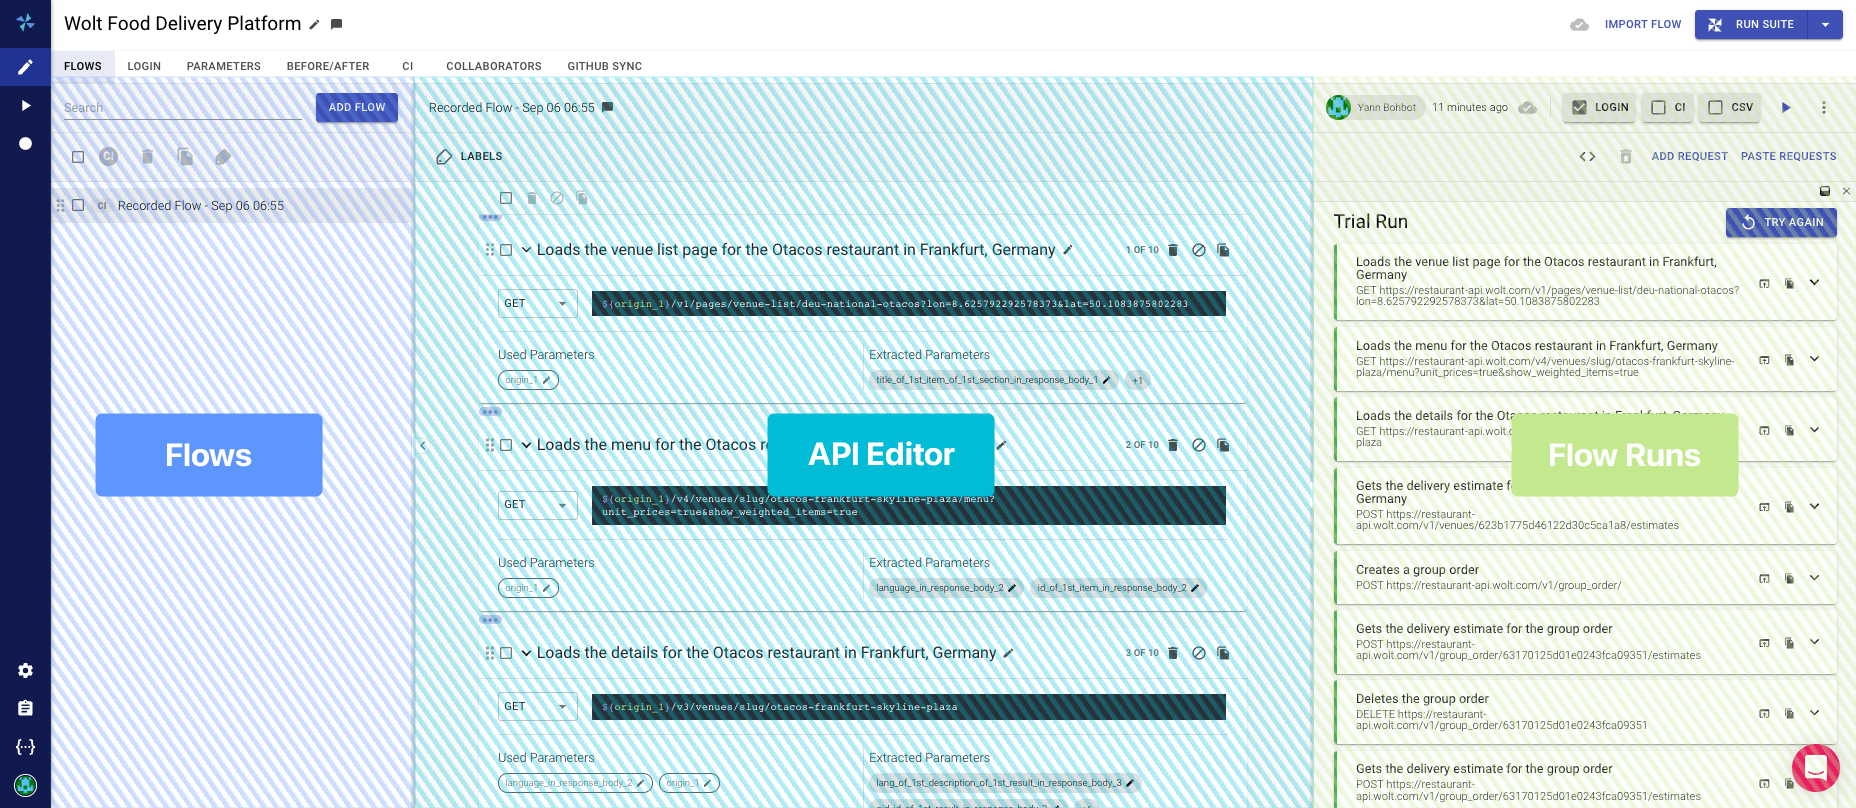 Wolt Food Delivery Platform
IMPORT FLOW
RUN SUITE
FLOWS
LOGIN
PARAMETERS
BEFORE/AFTER
CI
COLLABORATORS
GITHUB SYNC
Search
ADD FLOW
CI
CI
Recorded Flow - Sep 06 06:55
Flows
Recorded Flow - Sep 06 06:55
LABELS
Loads the venue list page for the Otacos restaurant in Frankfurt, Germany
1 OF 10
GET
${origin_1}/v1/pages/venue-list/deu-national-otacos?lon=8.625792292578373&lat=50.1083875802283
Used Parameters
origin_1
Extracted Parameters
title_of_1st_item_of_1st_section_in_response_body_1
+1
Loads the menu for the Otacos re
2 OF 10
API Editor
GET
${origin_1}/v4/venues/slug/otacos-frankfurt-skyline-plaza/menu?
unit_prices=true&show_weighted_items=true
Used Parameters
origin_1
Extracted Parameters
language_in_response_body_2
id_of_1st_item_in_response_body_2
Loads the details for the Otacos restaurant in Frankfurt, Germany
3 OF 10
GET
${origin_1}/v3/venues/slug/otacos-frankfurt-skyline-plaza
Used Parameters
language_in_response_body_2
origin_1
Extracted Parameters
lang_of_1st_description_of_1st_result_in_response_body_3
Yann Bohbot
11 minutes ago
LOGIN
CI
CSV
ADD REQUEST
PASTE REQUESTS
Trial Run
TRY AGAIN
Loads the venue list page for the Otacos restaurant in Frankfurt,
Germany
GET https://restaurant-api.wolt.com/v1/pages/venue-list/deu-national-otacos?
lon=8.625792292578373&lat=50.1083875802283
Loads the menu for the Otacos restaurant in Frankfurt, Germany
GET https://restaurant-api.wolt.com/v4/venues/slug/otacos-frankfurt-skyline-
plaza/menu?unit_prices=true&show_weighted_items=true
Loads the details for the Otacos restaurant in Frankfurt, Germany
GET https://restaurant-api.wolt.c
plaza
Flow Runs
Gets the delivery estimate f
Germany
POST https://restaurant-
api.wolt.com/v1/venues/623b1775d46122d30c5ca1a8/estimates
Creates a group order
POST https://restaurant-api.wolt.com/v1/group_order/
Gets the delivery estimate for the group order
POST https://restaurant-
api.wolt.com/v1/group_order/63170125d01e0243fca09351/estimates
Deletes the group order
DELETE https://restaurant-
api.wolt.com/v1/group_order/63170125d01e0243fca09351
Gets the delivery estimate for the group order
POST https://restaurant-
api.wolt.com/v1/group_order/63170125d01e0243fca09351/estimates